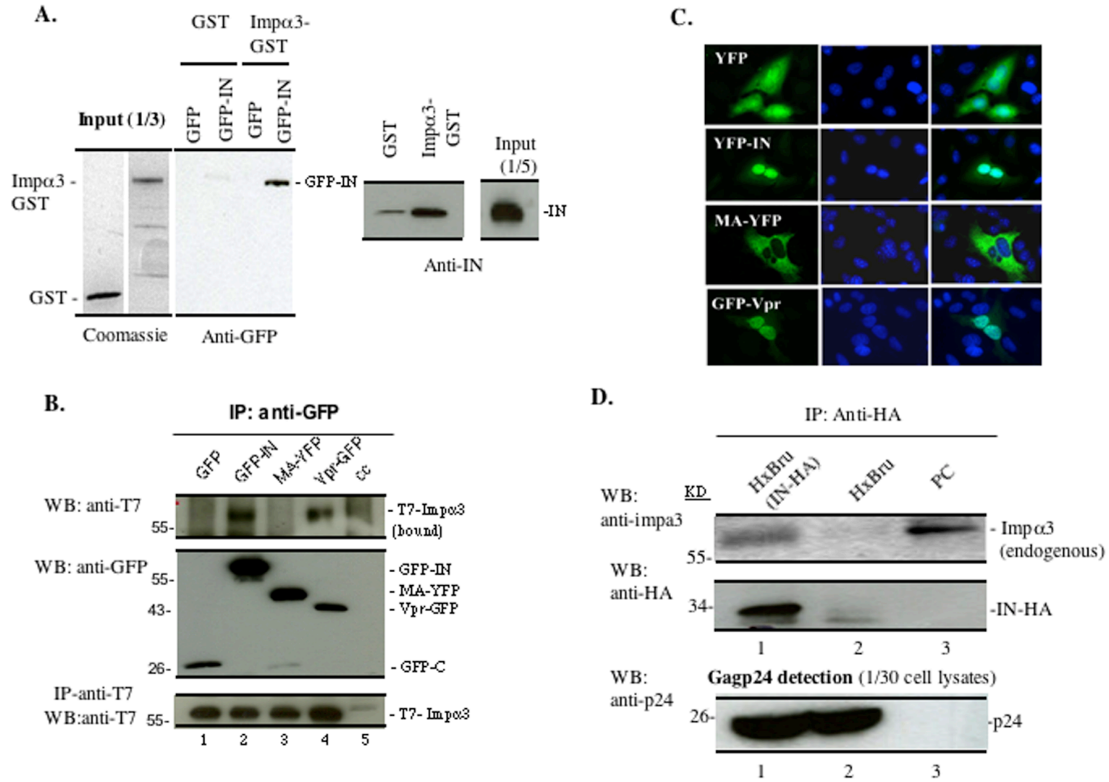 A.
GST
Impα3-
GST
GFP
GFP-IN
GFP
GFP-IN
Input (1/3)
Impα3 -
GST
- GFP-IN
GST -
Coomassie
Anti-GFP
GST
Impα3-
GST
Input
(1/5)
-IN
Anti-IN
B.
IP: anti-GFP
GFP
GFP-IN
MA-YFP
Vpr-GFP
cc
WB: anti-T7
55-
- T7-Impα3
(bound)
WB: anti-GFP
55-
43-
26-
- GFP-IN
- MA-YFP
- Vpr-GFP
- GFP-C
IP-anti-T7
WB:anti-T7
55-
- T7- Impα3
1 2 3 4 5
C.
YFP
YFP-IN
MA-YFP
GFP-Vpr
D.
IP: Anti-HA
HxBru
(IN-HA)
HxBru
PC
KD
WB:
anti-impa3
55-
- Impα3
(endogenous)
WB:
anti-HA
34-
-IN-HA
1 2 3
WB:
anti-p24
Gagp24 detection (1/30 cell lysates)
26-
-p24
1 2 3